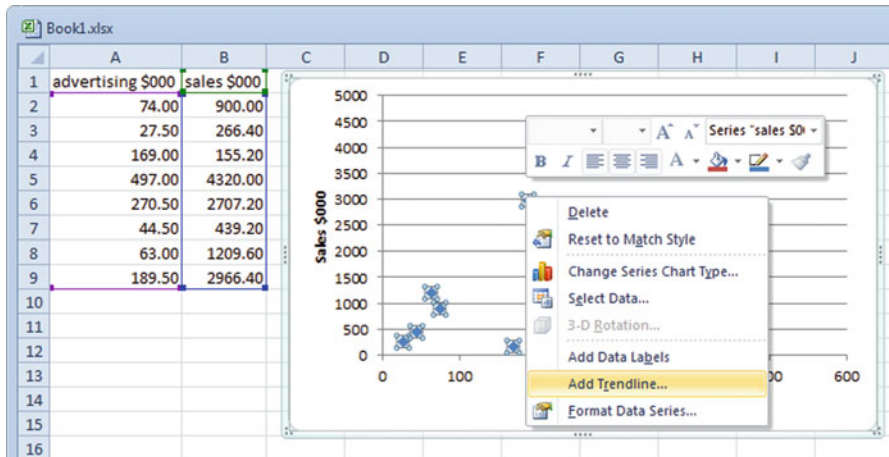 Book1.xlsx
A B C D E F G H I J
1 advertising $000 sales $000
2 74.00 900.00
3 27.50 266.40
4 169.00 155.20
5 497.00 4320.00
6 270.50 2707.20
7 44.50 439.20
8 63.00 1209.60
9 189.50 2966.40
10
11
12
13
14
15
16
5000
4500
4000
3500
3000
2500
2000
1500
1000
500
0
Sales $000
0 100 00 600
A A Series "sales $0
B I A
Delete
Reset to Match Style
Change Series Chart Type...
Select Data...
3-D Rotation...
Add Data Labels
Add Trendline...
Format Data Series...